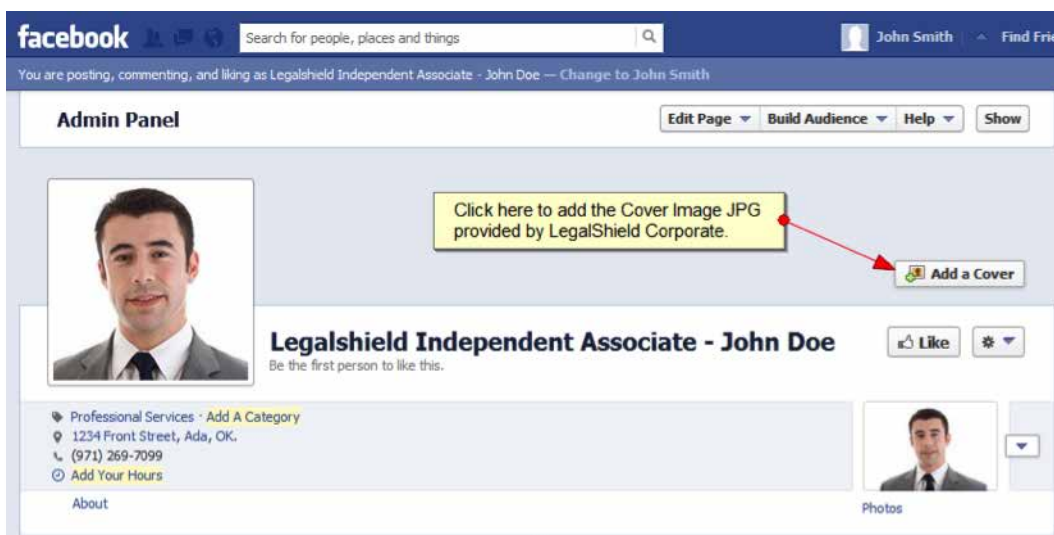 facebook Search for people, places and things John Smith Find Frie
You are posting, commenting, and liking as Legalshield Independent Associate - John Doe — Change to John Smith
Admin Panel Edit Page Build Audience Help Show
Click here to add the Cover Image JPG
provided by LegalShield Corporate.
Add a Cover
Legalshield Independent Associate - John Doe Like
Be the first person to like this.
Professional Services · Add A Category
1234 Front Street, Ada, OK.
(971) 269-7099
Add Your Hours
About Photos